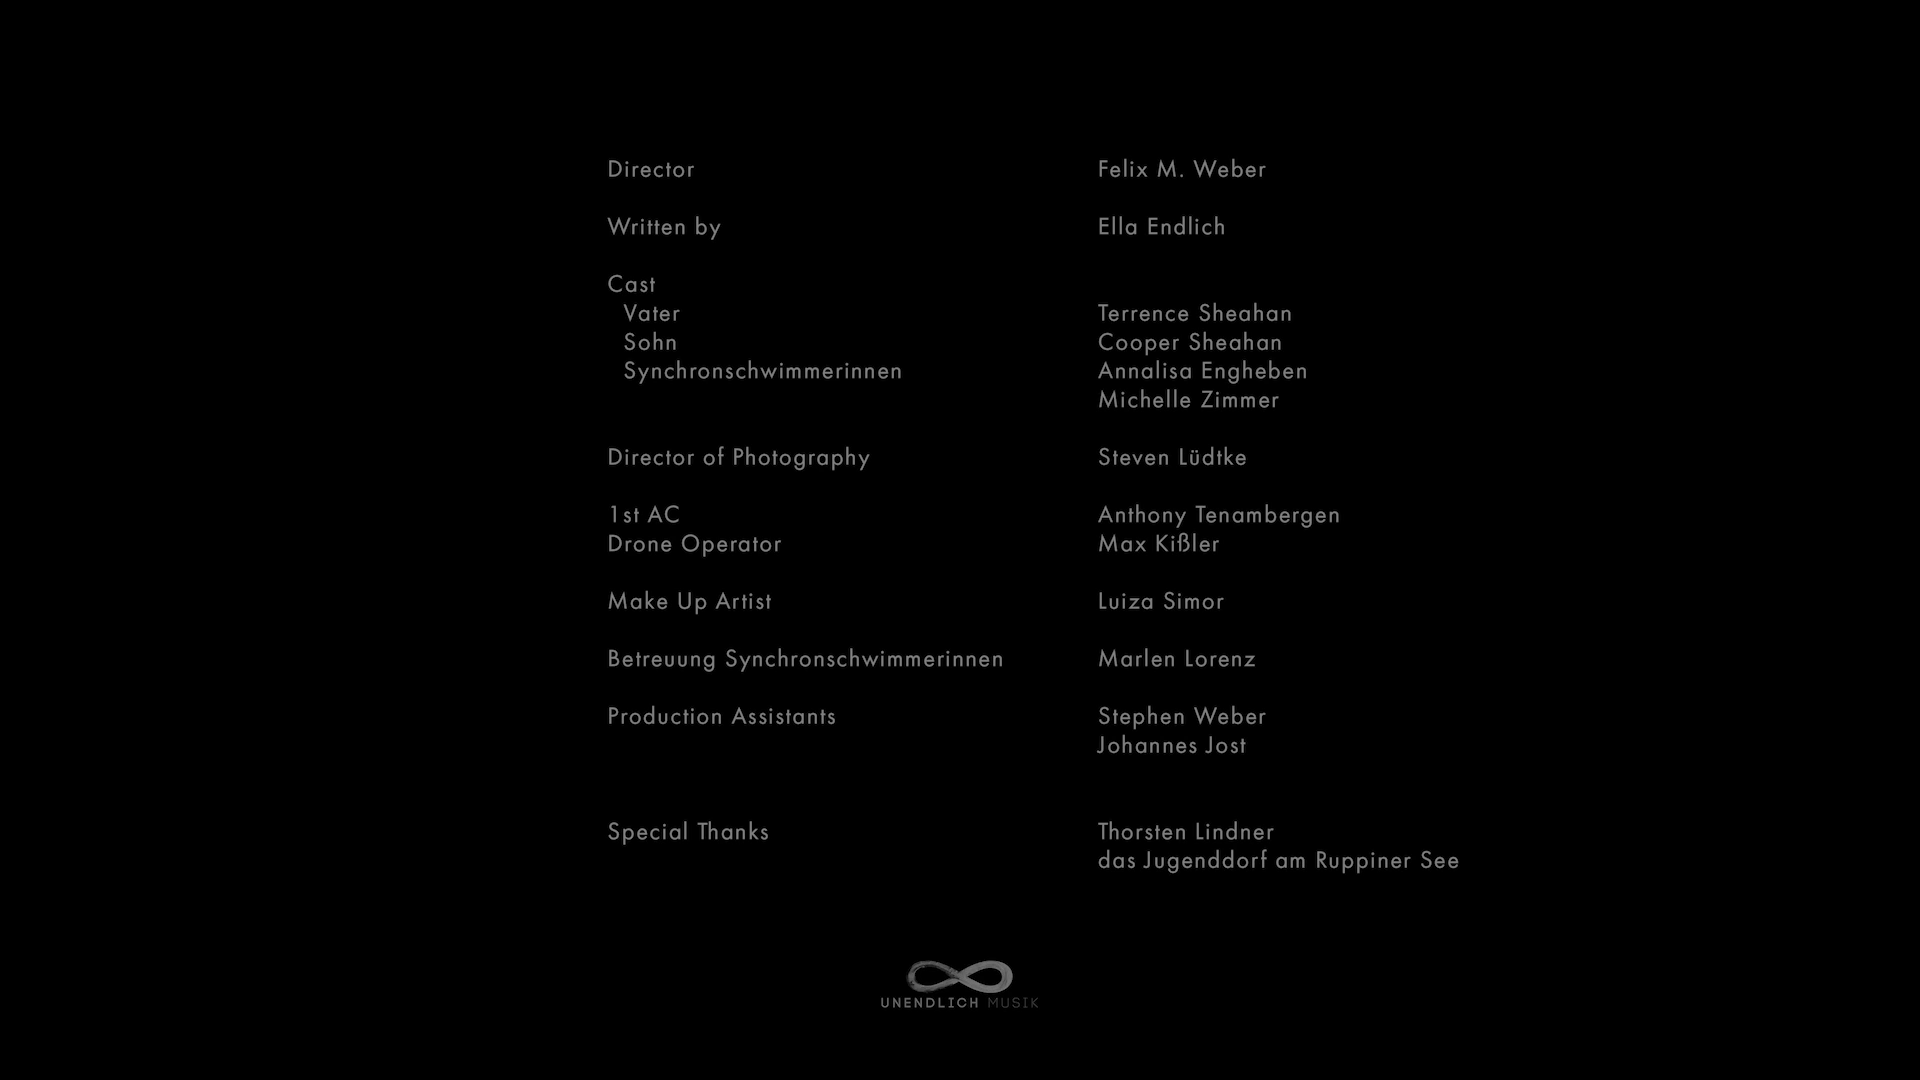 Director Felix M. Weber
Written by Ella Endlich
Cast
Vater Terrence Sheahan
Sohn Cooper Sheahan
Synchronschwimmerinnen Annalisa Engheben
Michelle Zimmer
Director of Photography Steven Lüdtke
1st AC Anthony Tenambergen
Drone Operator Max Kißler
Make Up Artist Luiza Simor
Betreuung Synchronschwimmerinnen Marlen Lorenz
Production Assistants Stephen Weber
Johannes Jost
Special Thanks Thorsten Lindner
das Jugenddorf am Ruppiner See
UNENDLICH MUSIK